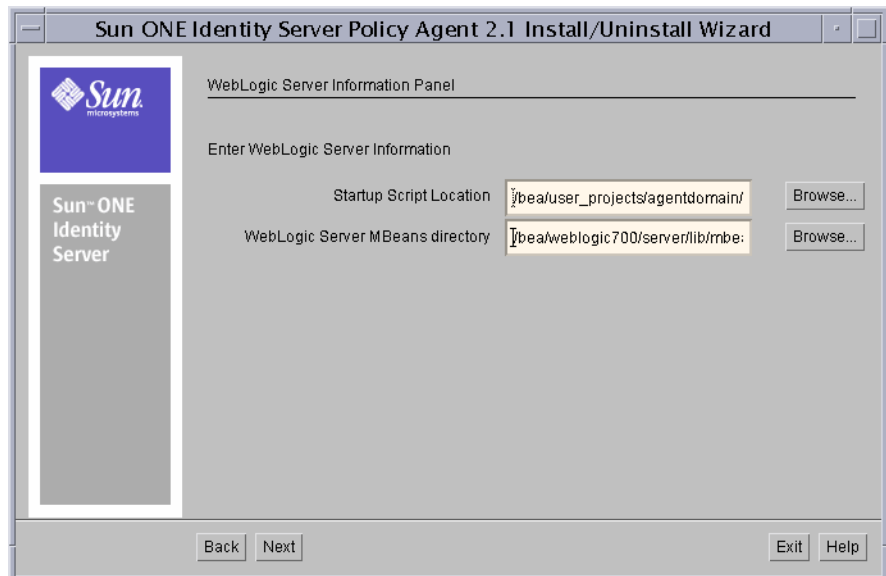 Sun ONE Identity Server Policy Agent 2.1 Install/Uninstall Wizard
Sun.
microsystems
Sun™ ONE
Identity
Server
WebLogic Server Information Panel
Enter WebLogic Server Information
Startup Script Location /bea/user_projects/agentdomain/ Browse...
WebLogic Server MBeans directory /bea/weblogic700/server/lib/mbea Browse...
Back Next Exit Help